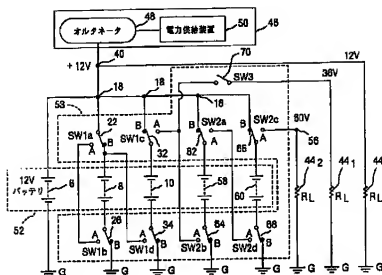 48
46
オルタネータ
50
電力供給装置
40
70
+12V
12V
18
18
SW3
36V
53
16
SW1a
22
SW2a
SW2c
60V
B
A
SW1c
B
A
32
B
A
62
B
A
66
56
44₂
44₁
44
12V
バッテリ
6
8
10
58
60
RL
RL
RL
52
26
34
64
68
A
B
A
B
A
B
A
B
SW1b
SW1d
SW2b
SW2d
G
G
G
G
G
G
G
G